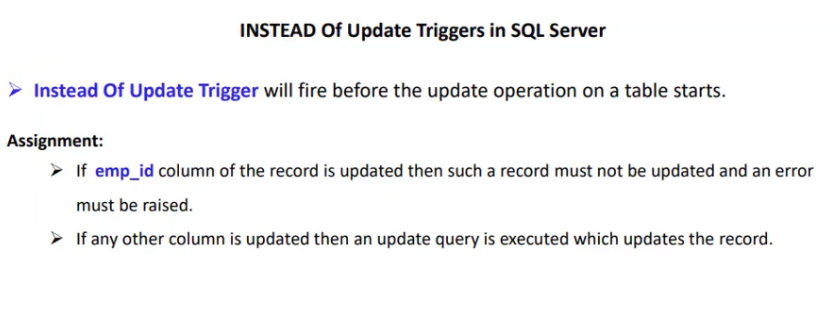 INSTEAD Of Update Triggers in SQL Server
➢ Instead Of Update Trigger will fire before the update operation on a table starts.
Assignment:
➢ If emp_id column of the record is updated then such a record must not be updated and an error
must be raised.
➢ If any other column is updated then an update query is executed which updates the record.